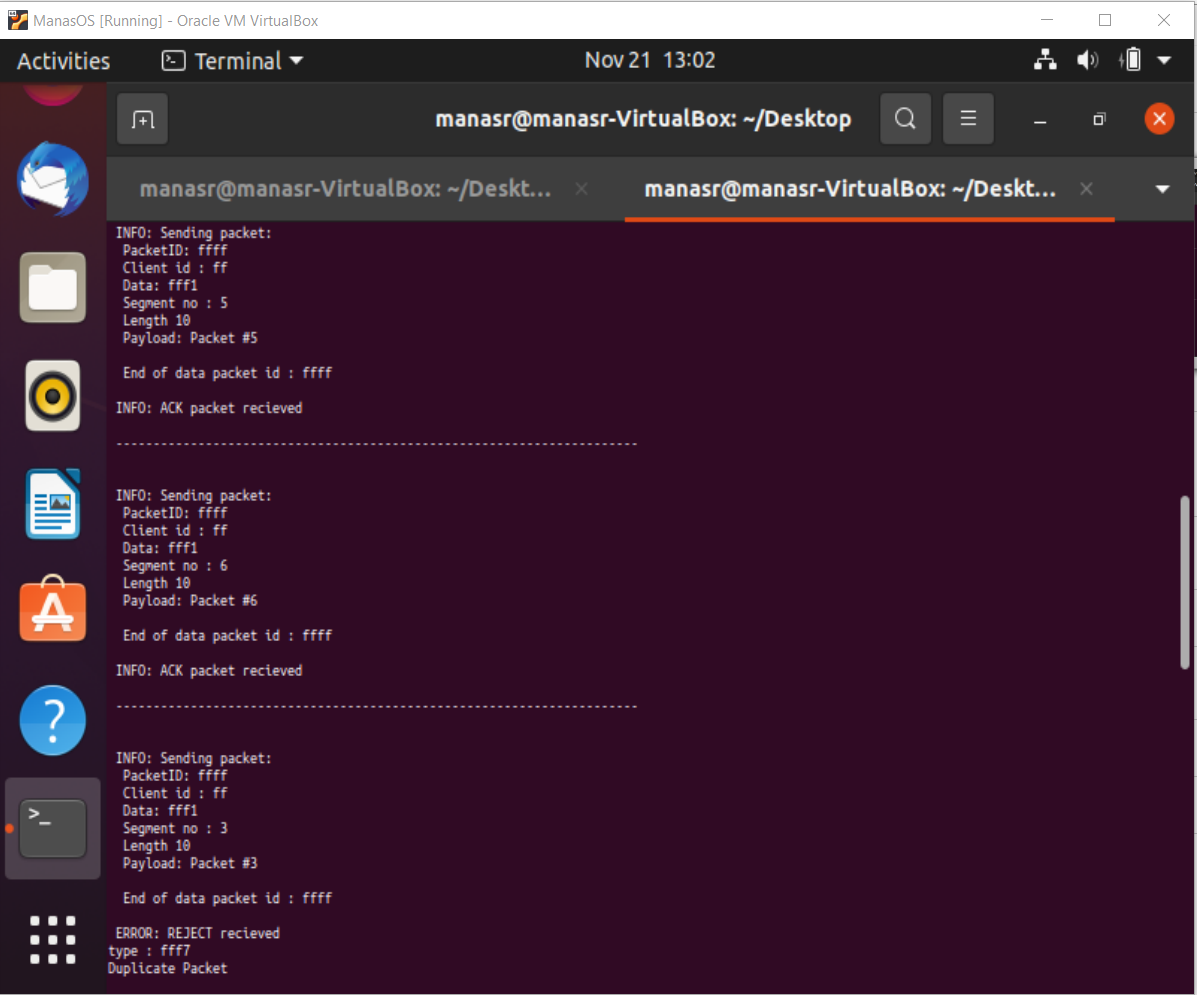 ManasOS [Running] - Oracle VM VirtualBox
Activities
Terminal
Nov 21 13:02
manasr@manasr-VirtualBox: ~/Desktop
manasr@manasr-VirtualBox: ~/Deskt...
manasr@manasr-VirtualBox: ~/Deskt...
INFO: Sending packet:
PacketID: ffff
Client id : ff
Data: fff1
Segment no : 5
Length 10
Payload: Packet #5
End of data packet id : ffff
INFO: ACK packet recieved
----------------------------------------------------------------------
INFO: Sending packet:
PacketID: ffff
Client id : ff
Data: fff1
Segment no : 6
Length 10
Payload: Packet #6
End of data packet id : ffff
INFO: ACK packet recieved
----------------------------------------------------------------------
INFO: Sending packet:
PacketID: ffff
Client id : ff
Data: fff1
Segment no : 3
Length 10
Payload: Packet #3
End of data packet id : ffff
ERROR: REJECT recieved
type : fff7
Duplicate Packet